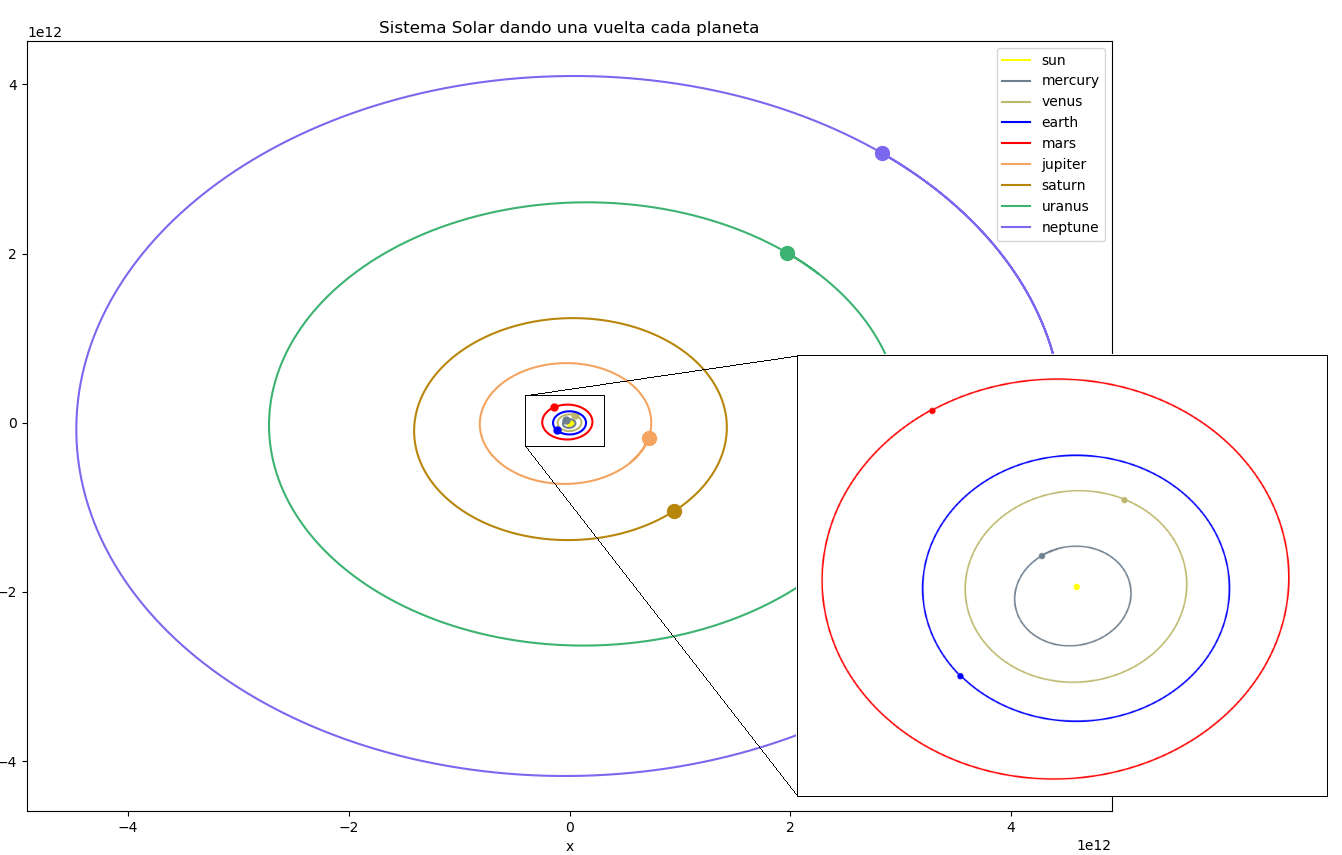 Sistema Solar dando una vuelta cada planeta
1e12
4
2
0
−2
−4
sun
mercury
venus
earth
mars
jupiter
saturn
uranus
neptune
−4
−2
0
2
4
x
1e12